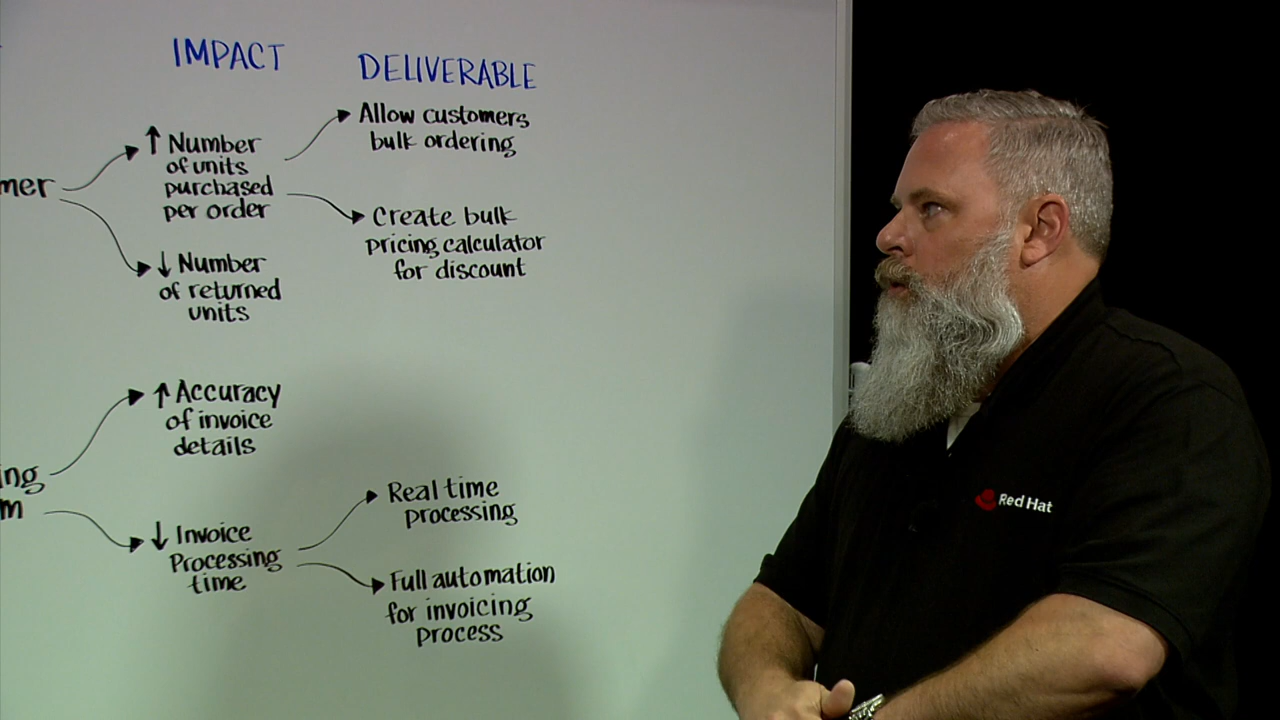 IMPACT
DELIVERABLE
mer
↑ Number
of units
purchased
per order
Allow customers
bulk ordering
Create bulk
pricing calculator
for discount
↓ Number
of returned
units
ing
m
↑ Accuracy
of invoice
details
↓ Invoice
Processing
time
Real time
processing
Full automation
for invoicing
process
Red Hat